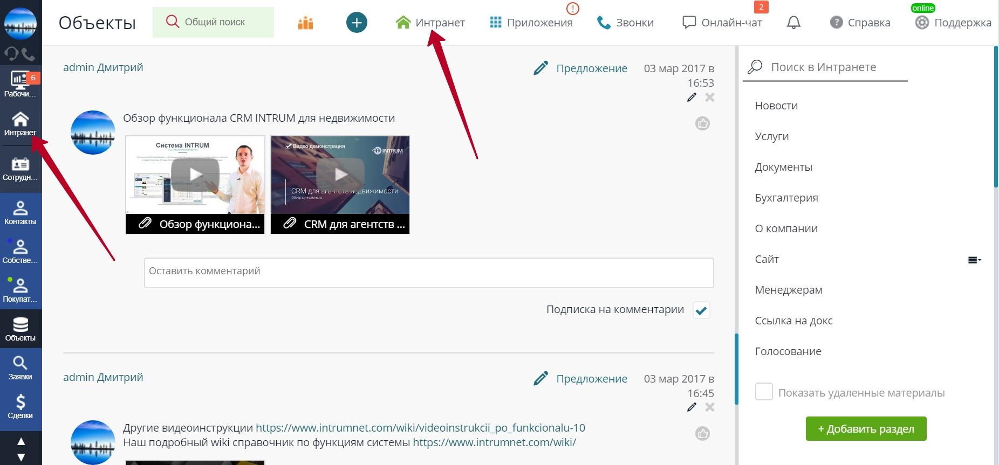 Объекты
Общий поиск
Интранет
Приложения
Звонки
Онлайн-чат
2
Справка
online
Поддержка
6
Рабочи...
Интранет
Сотрудн...
Контакты
Собстве...
Покупат...
Объекты
Заявки
Сделки
admin Дмитрий
Предложение
03 мар 2017 в
16:53
Обзор функционала CRM INTRUM для недвижимости
Система INTRUM
Видео демонстрация
INTRUM
CRM для агентств недвижимости
Обзор функционала
Обзор функциона...
CRM для агентств ...
Оставить комментарий
Подписка на комментарии
admin Дмитрий
Предложение
03 мар 2017 в
16:45
Другие видеоинструкции https://www.intrumnet.com/wiki/videoinstrukcii_po_funkcionalu-10
Наш подробный wiki справочник по функциям системы https://www.intrumnet.com/wiki/
Поиск в Интранете
Новости
Услуги
Документы
Бухгалтерия
О компании
Сайт
Менеджерам
Ссылка на докс
Голосование
Показать удаленные материалы
+ Добавить раздел